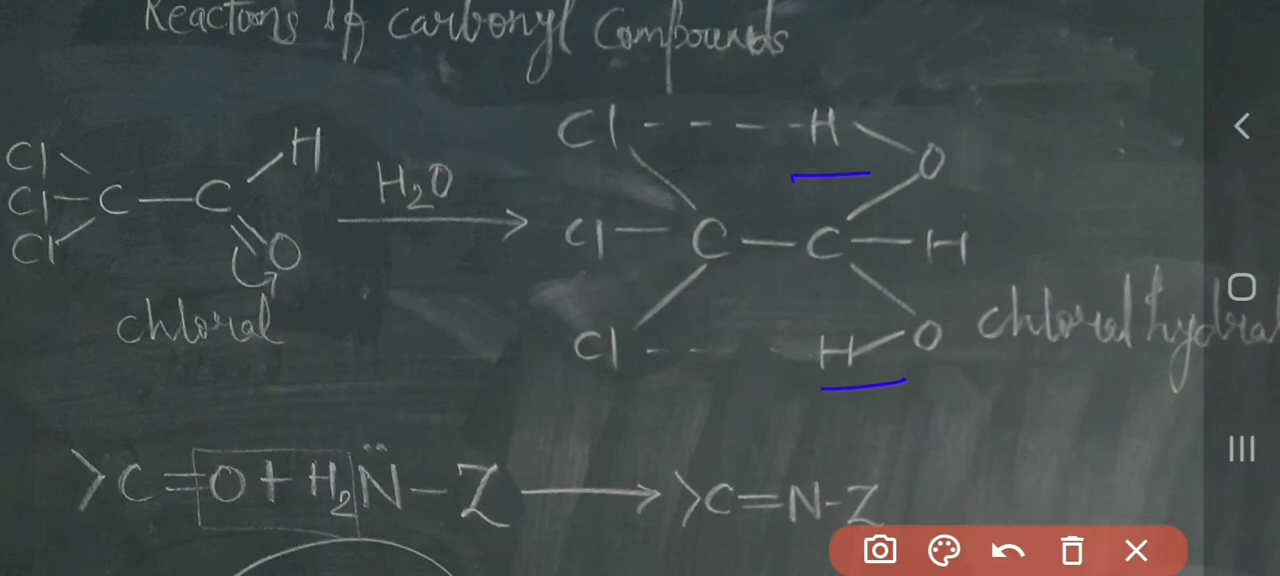 Reactions of Carbonyl Compounds
Cl Cl Cl C — C H O
chloral
H₂O
Cl - - - - H O
Cl — C — C — H
Cl - - - H O
chloral hydra
>C=O + H₂N̈ - Z → >C=N-Z